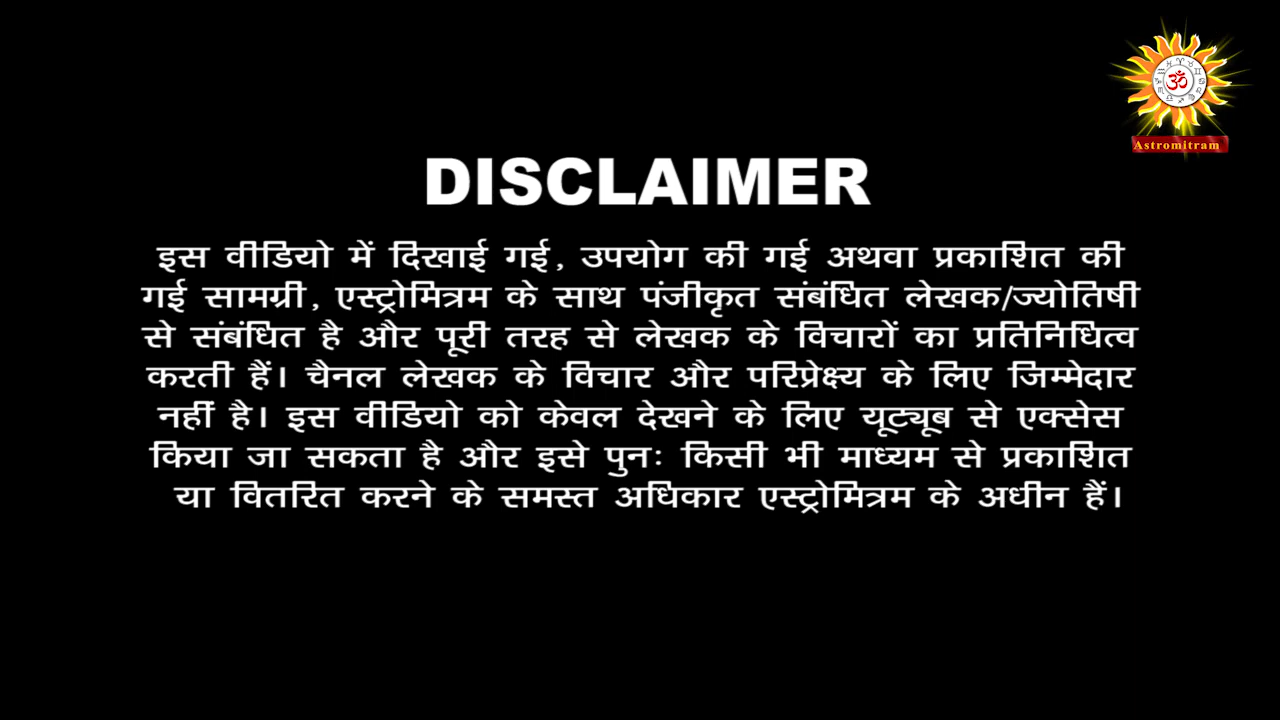 Astromitram
DISCLAIMER
इस वीडियो में दिखाई गई, उपयोग की गई अथवा प्रकाशित की
गई सामग्री, एस्ट्रोमित्रम के साथ पंजीकृत संबंधित लेखक/ज्योतिषी
से संबंधित है और पूरी तरह से लेखक के विचारों का प्रतिनिधित्व
करती हैं। चैनल लेखक के विचार और परिप्रेक्ष्य के लिए जिम्मेदार
नहीं है। इस वीडियो को केवल देखने के लिए यूट्यूब से एक्सेस
किया जा सकता है और इसे पुनः किसी भी माध्यम से प्रकाशित
या वितरित करने के समस्त अधिकार एस्ट्रोमित्रम के अधीन हैं।